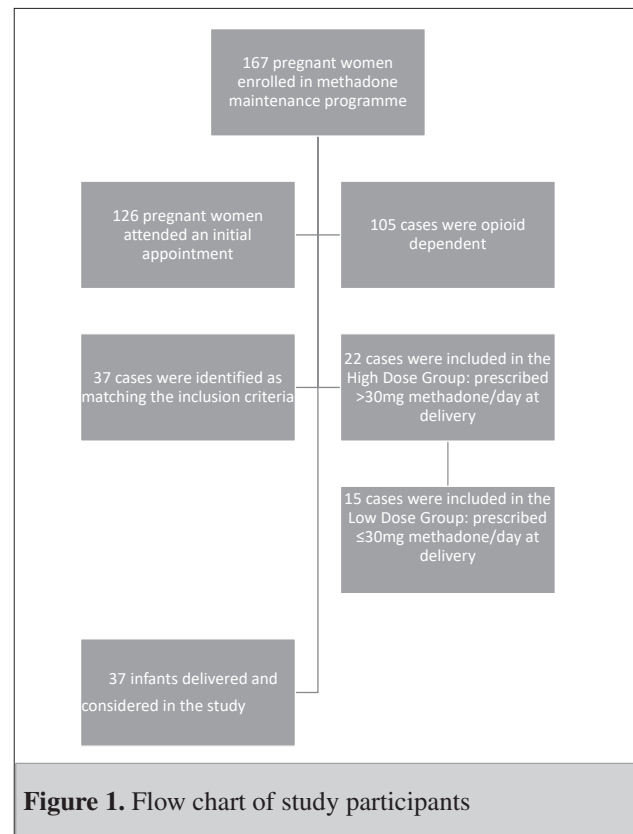 167 pregnant women
enrolled in methadone
maintenance programme
126 pregnant women
attended an initial
appointment
105 cases were opioid
dependent
37 cases were identified as
matching the inclusion criteria
22 cases were included in the
High Dose Group: prescribed
>30mg methadone/day at
delivery
15 cases were included in the
Low Dose Group: prescribed
≤30mg methadone/day at
delivery
37 infants delivered and
considered in the study
Figure 1. Flow chart of study participants